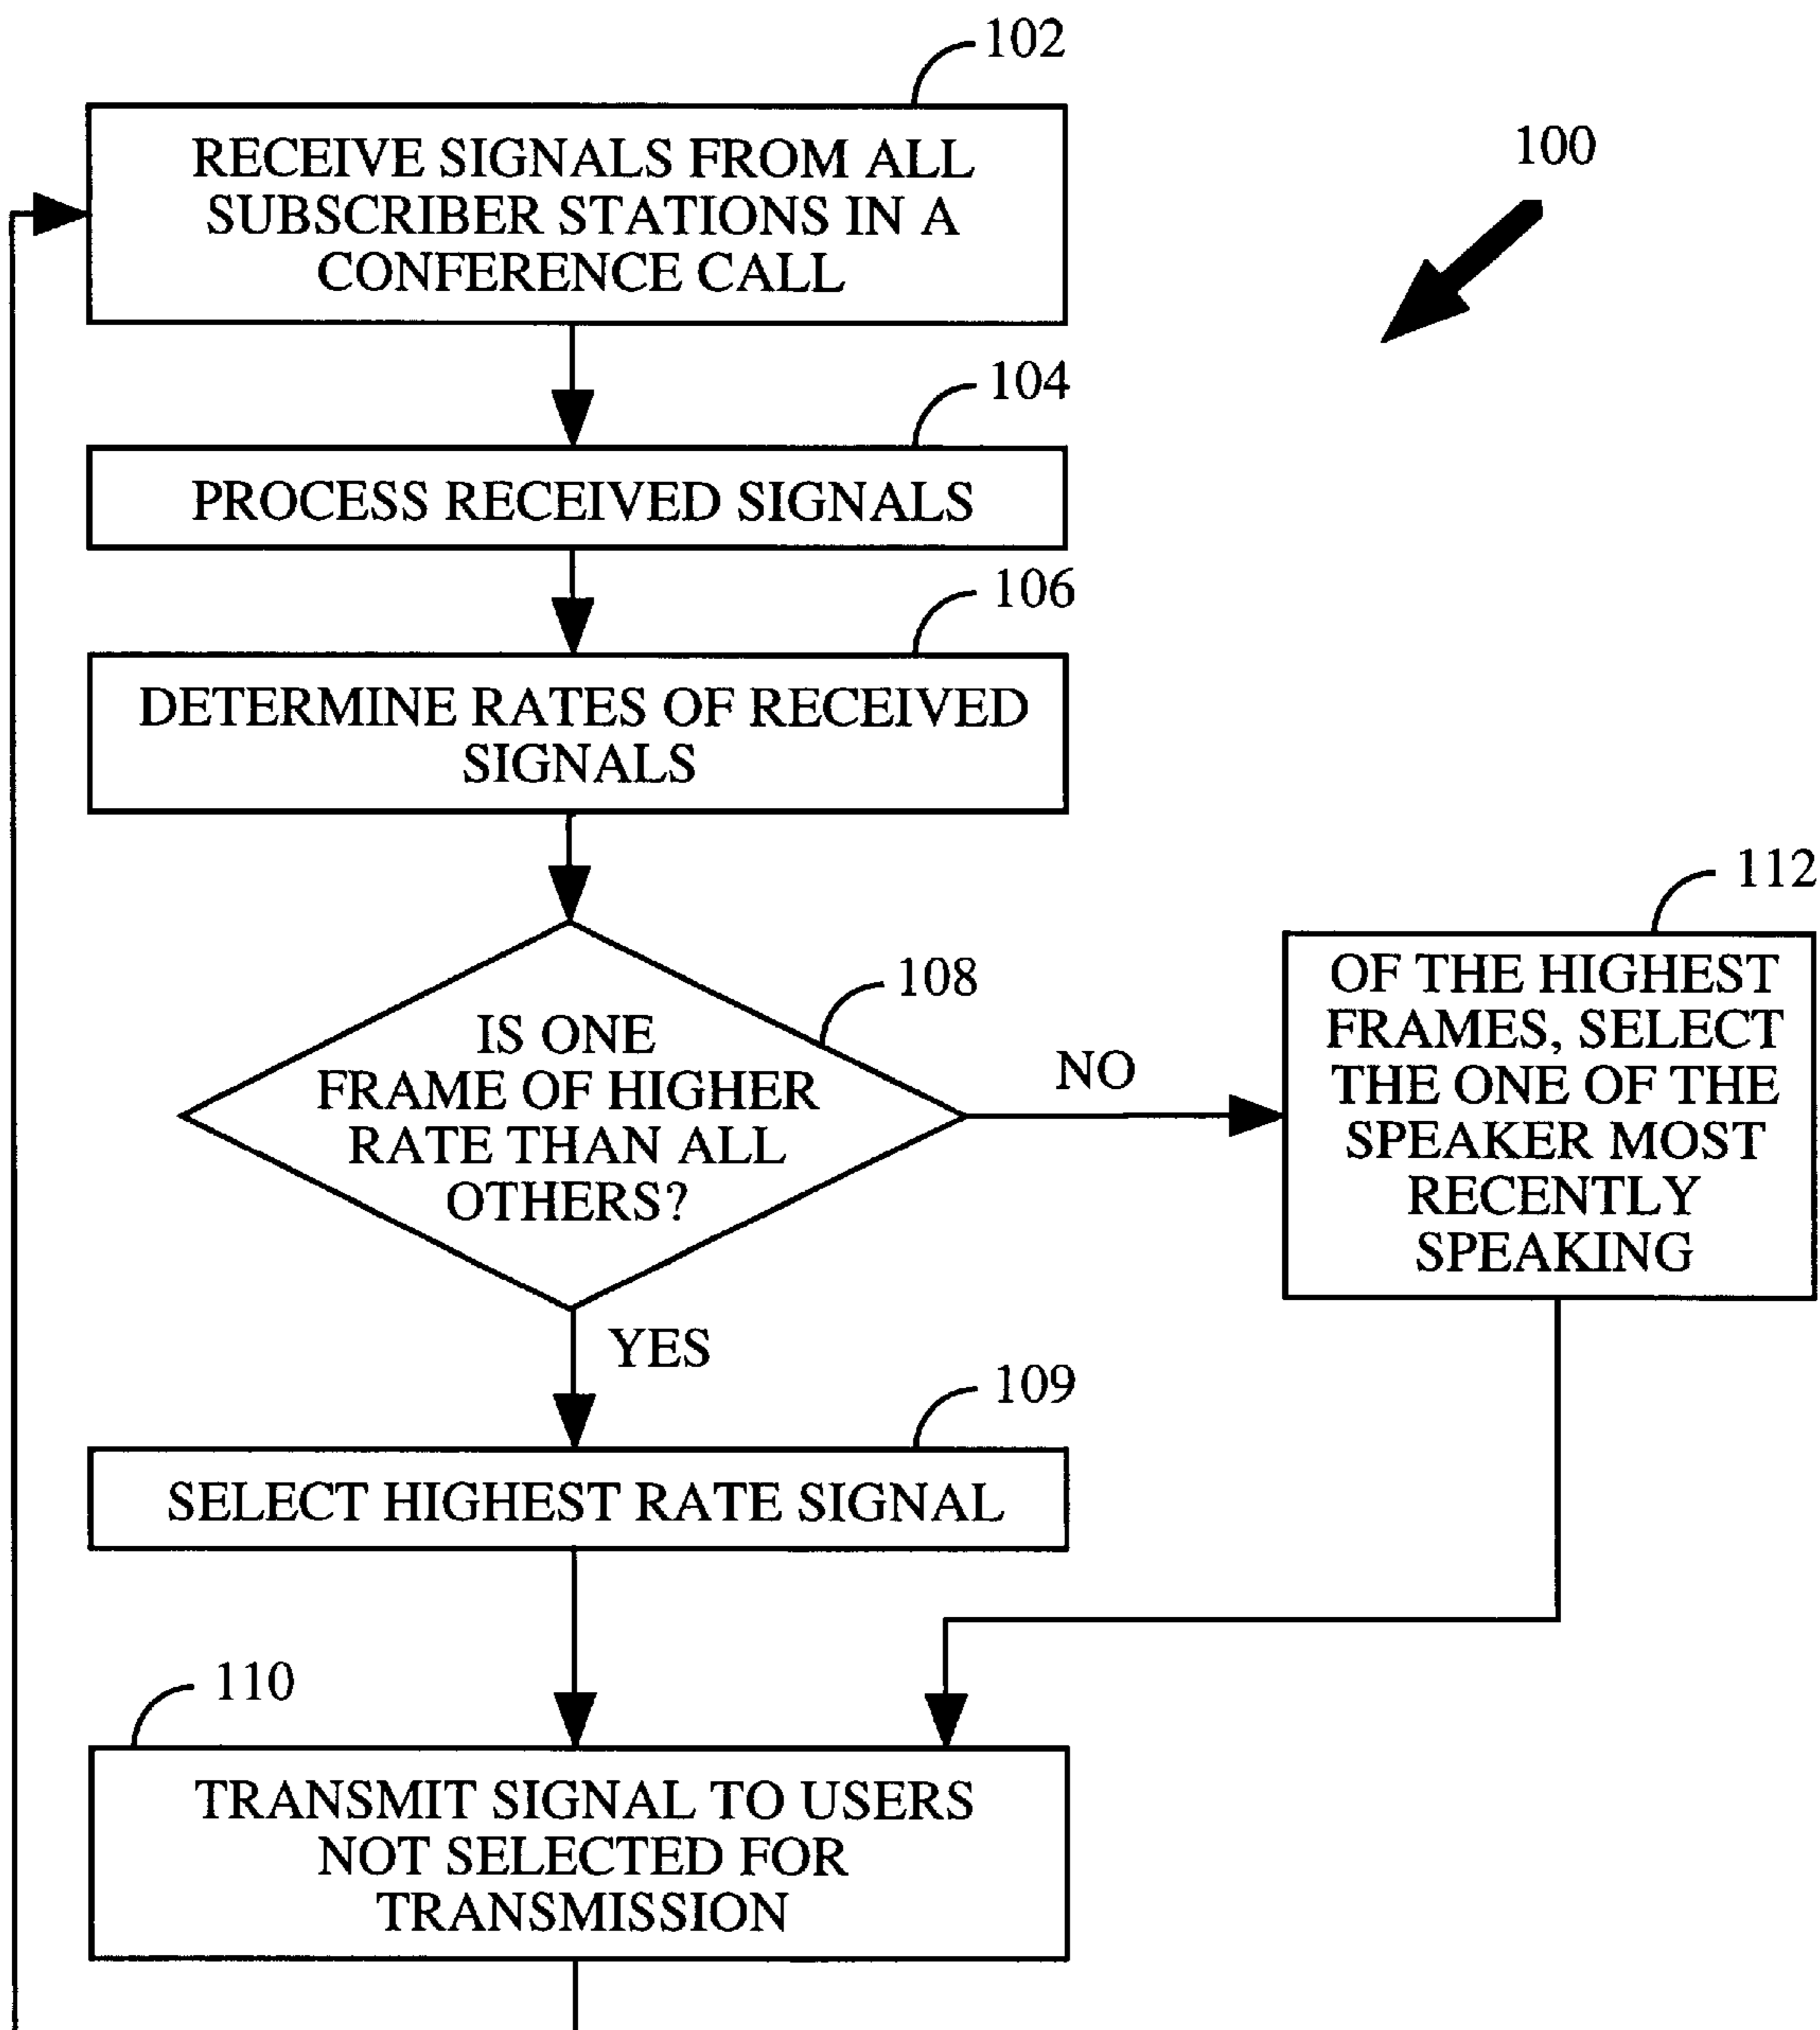 102
RECEIVE SIGNALS FROM ALL
SUBSCRIBER STATIONS IN A
CONFERENCE CALL
100
104
PROCESS RECEIVED SIGNALS
106
DETERMINE RATES OF RECEIVED
SIGNALS
108
IS ONE
FRAME OF HIGHER
RATE THAN ALL
OTHERS?
NO
112
OF THE HIGHEST
FRAMES, SELECT
THE ONE OF THE
SPEAKER MOST
RECENTLY
SPEAKING
YES
109
SELECT HIGHEST RATE SIGNAL
110
TRANSMIT SIGNAL TO USERS
NOT SELECTED FOR
TRANSMISSION